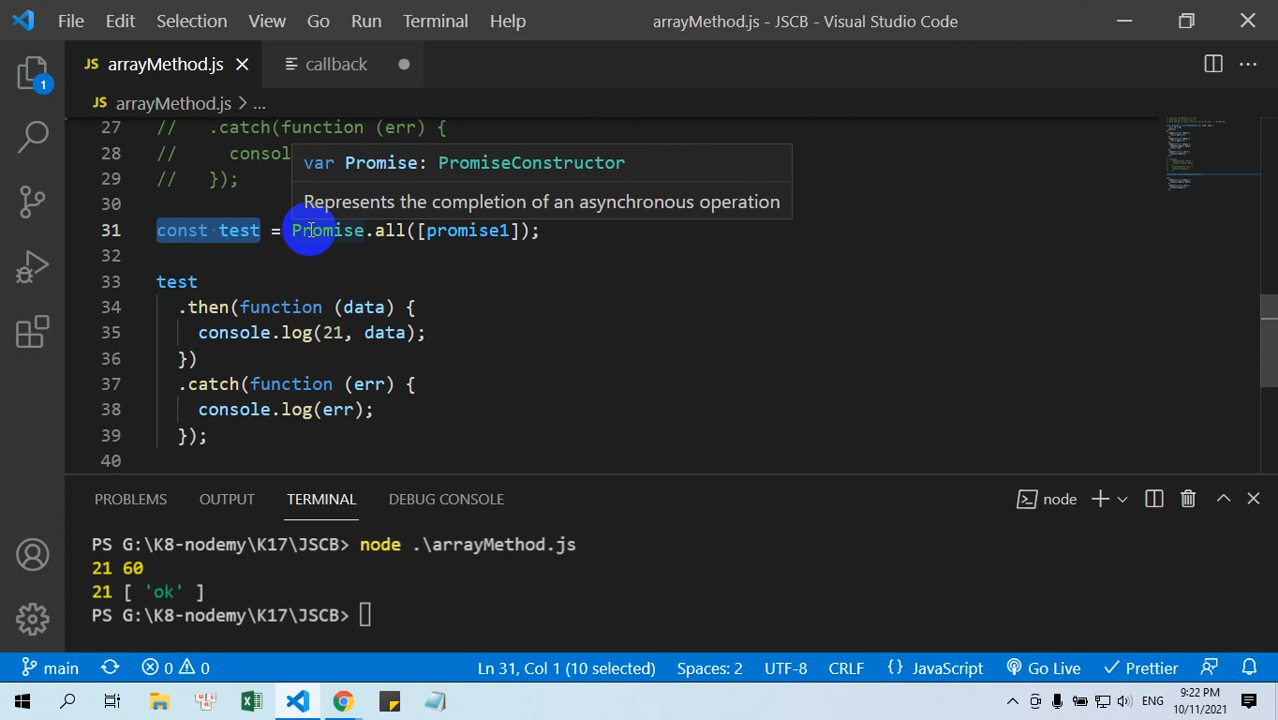 File Edit Selection View Go Run Terminal Help arrayMethod.js - JSCB - Visual Studio Code
JS arrayMethod.js callback
1
JS arrayMethod.js > ...
27 // .catch(function (err) {
28 // consol
29 // });
var Promise: PromiseConstructor
Represents the completion of an asynchronous operation
30
31 const test = Promise.all([promise1]);
32
33 test
34 .then(function (data) {
35 console.log(21, data);
36 })
37 .catch(function (err) {
38 console.log(err);
39 });
40
PROBLEMS OUTPUT TERMINAL DEBUG CONSOLE node
PS G:\K8-nodemy\K17\JSCB> node .\arrayMethod.js
21 60
21 [ 'ok' ]
PS G:\K8-nodemy\K17\JSCB>
main 0 0 Ln 31, Col 1 (10 selected) Spaces: 2 UTF-8 CRLF {} JavaScript Go Live Prettier
ENG 9:22 PM
10/11/2021